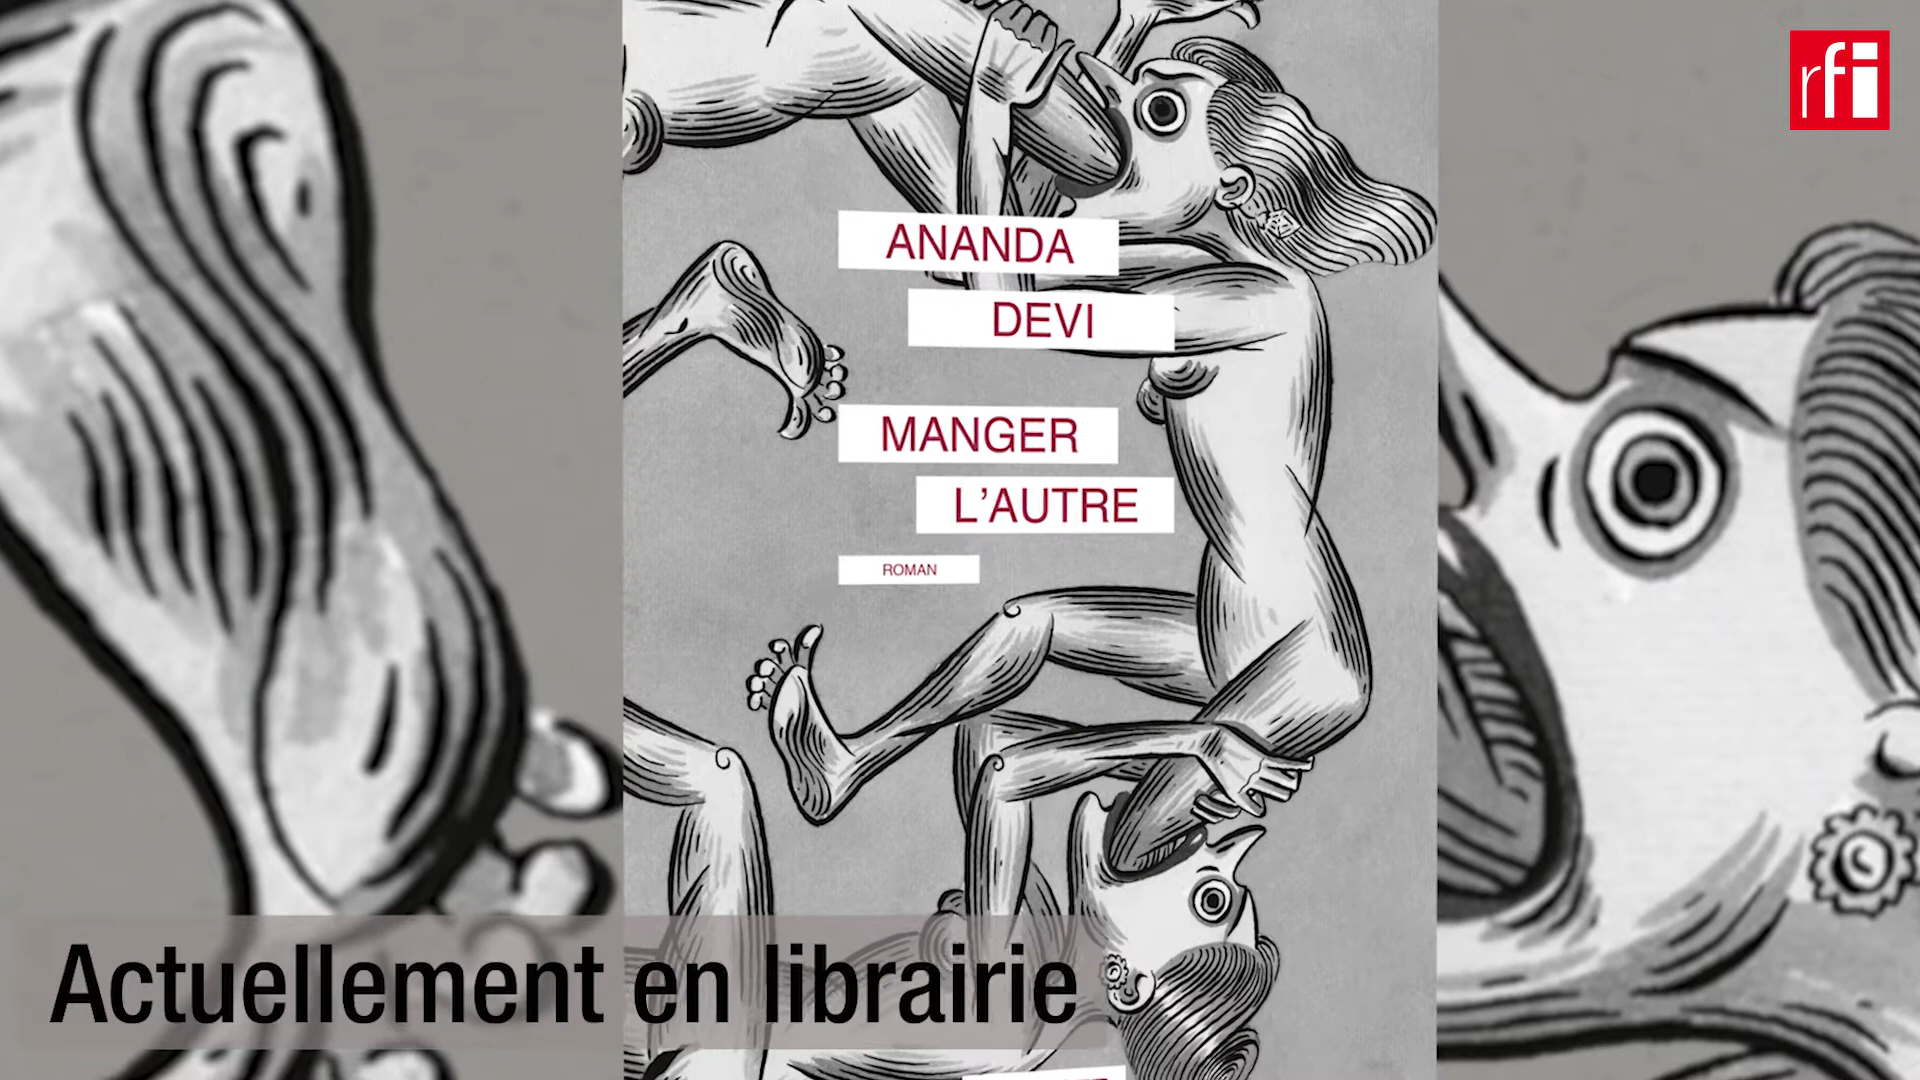 rfi
ANANDA
DEVI
MANGER
L'AUTRE
ROMAN
Actuellement en librairie